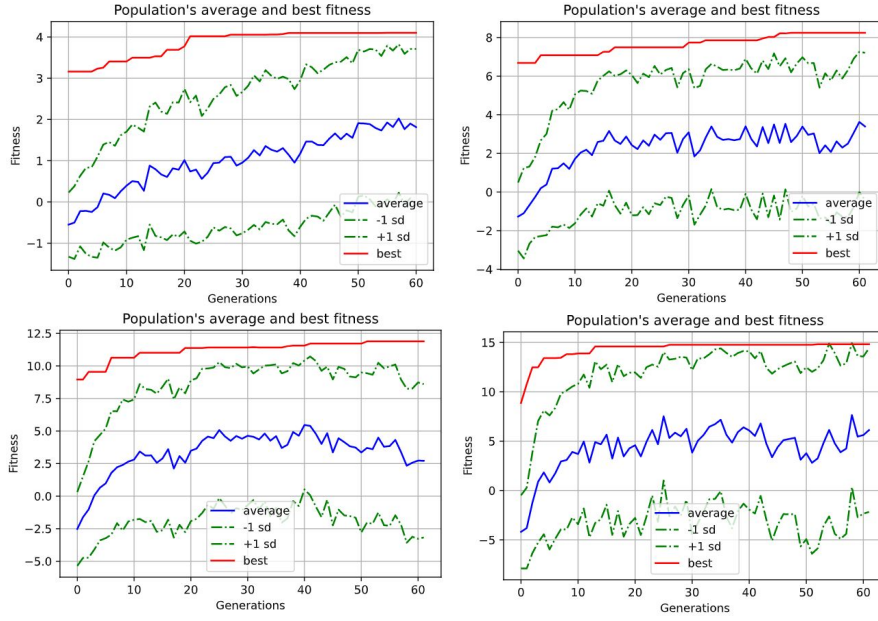 Population's average and best fitness
4
3
2
1
0
−1
Fitness
0
10
20
30
40
50
60
Generations
average
-1 sd
+1 sd
best
Population's average and best fitness
8
6
4
2
0
−2
−4
Fitness
0
10
20
30
40
50
60
Generations
average
-1 sd
+1 sd
best
Population's average and best fitness
12.5
10.0
7.5
5.0
2.5
0.0
−2.5
−5.0
Fitness
0
10
20
30
40
50
60
Generations
average
-1 sd
+1 sd
best
Population's average and best fitness
15
10
5
0
−5
Fitness
0
10
20
30
40
50
60
Generations
average
-1 sd
+1 sd
best